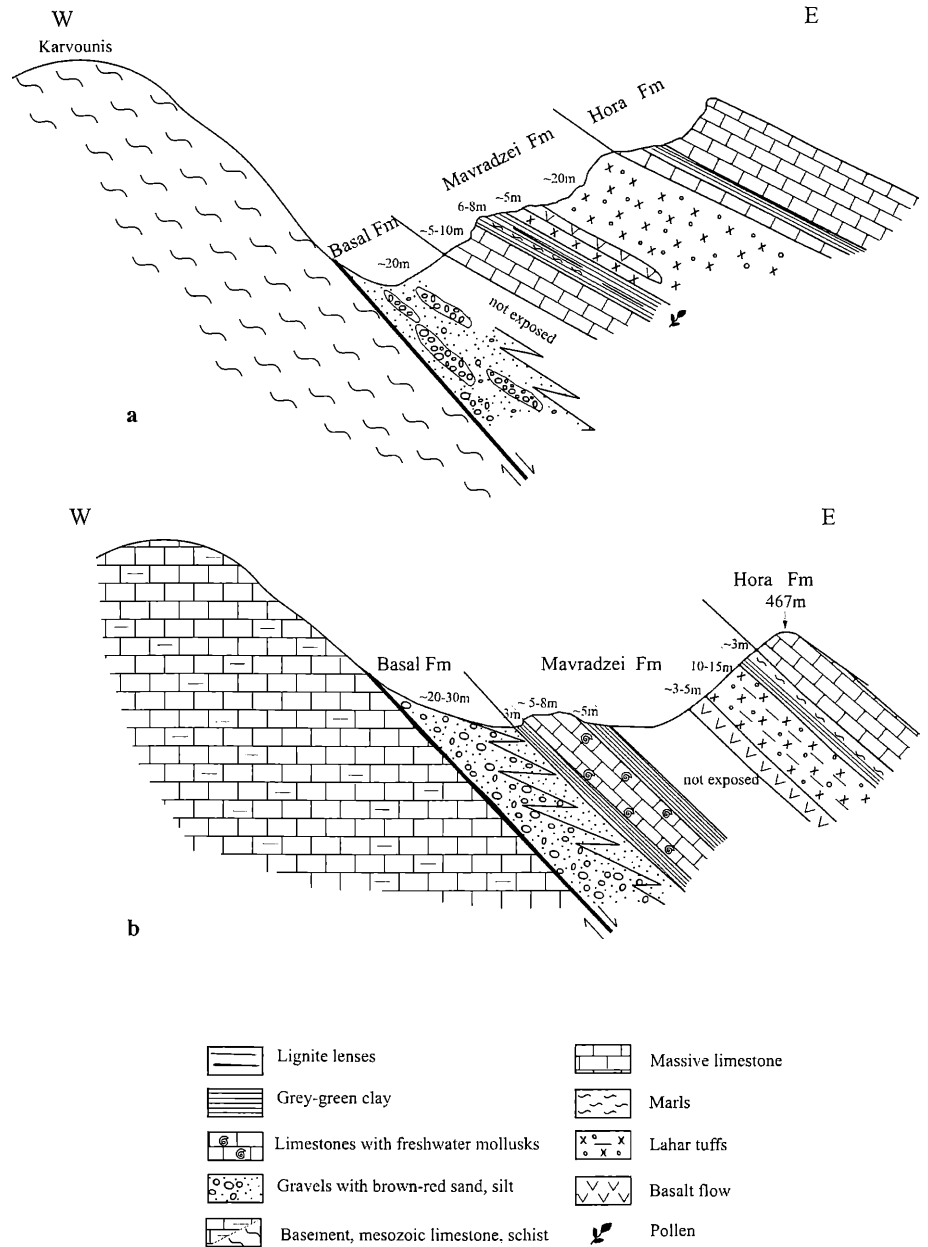 W
E
Karvounis
Hora Fm
Mavradzei Fm
~20m
~5m
6-8m
~5-10m
Basal Fm
~20m
not exposed
a
W
E
Hora Fm
467m
~3m
Basal Fm
Mavradzei Fm
10-15m
~20-30m
~3-5m
3m
~5-8m
~5m
not exposed
b
Lignite lenses
Massive limestone
Grey-green clay
Marls
Limestones with freshwater mollusks
Lahar tuffs
Gravels with brown-red sand, silt
Basalt flow
Basement, mesozoic limestone, schist
Pollen